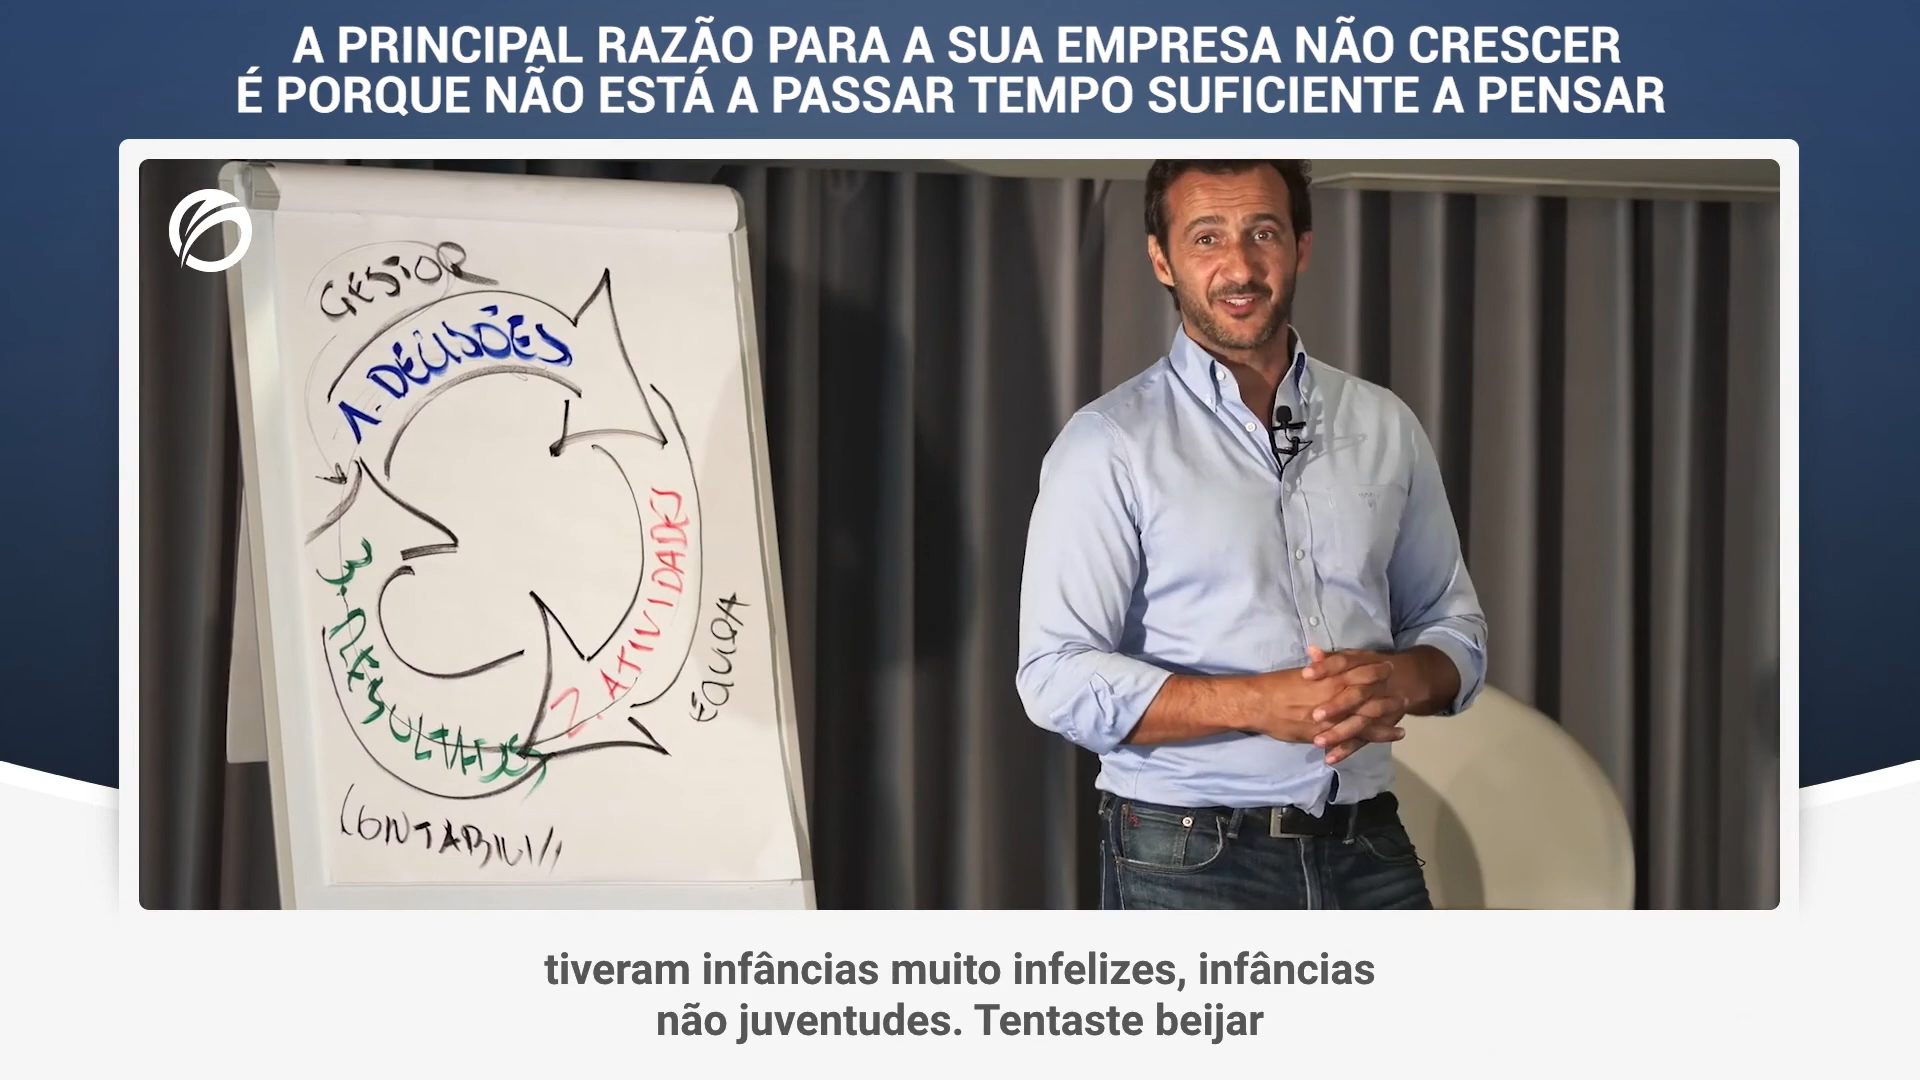 A PRINCIPAL RAZÃO PARA A SUA EMPRESA NÃO CRESCER
É PORQUE NÃO ESTÁ A PASSAR TEMPO SUFICIENTE A PENSAR
GESTOR
1. DECISÕES
2. ATIVIDADES
EQUIPA
3. RESULTADOS
tiveram infâncias muito infelizes, infâncias
não juventudes. Tentaste beijar